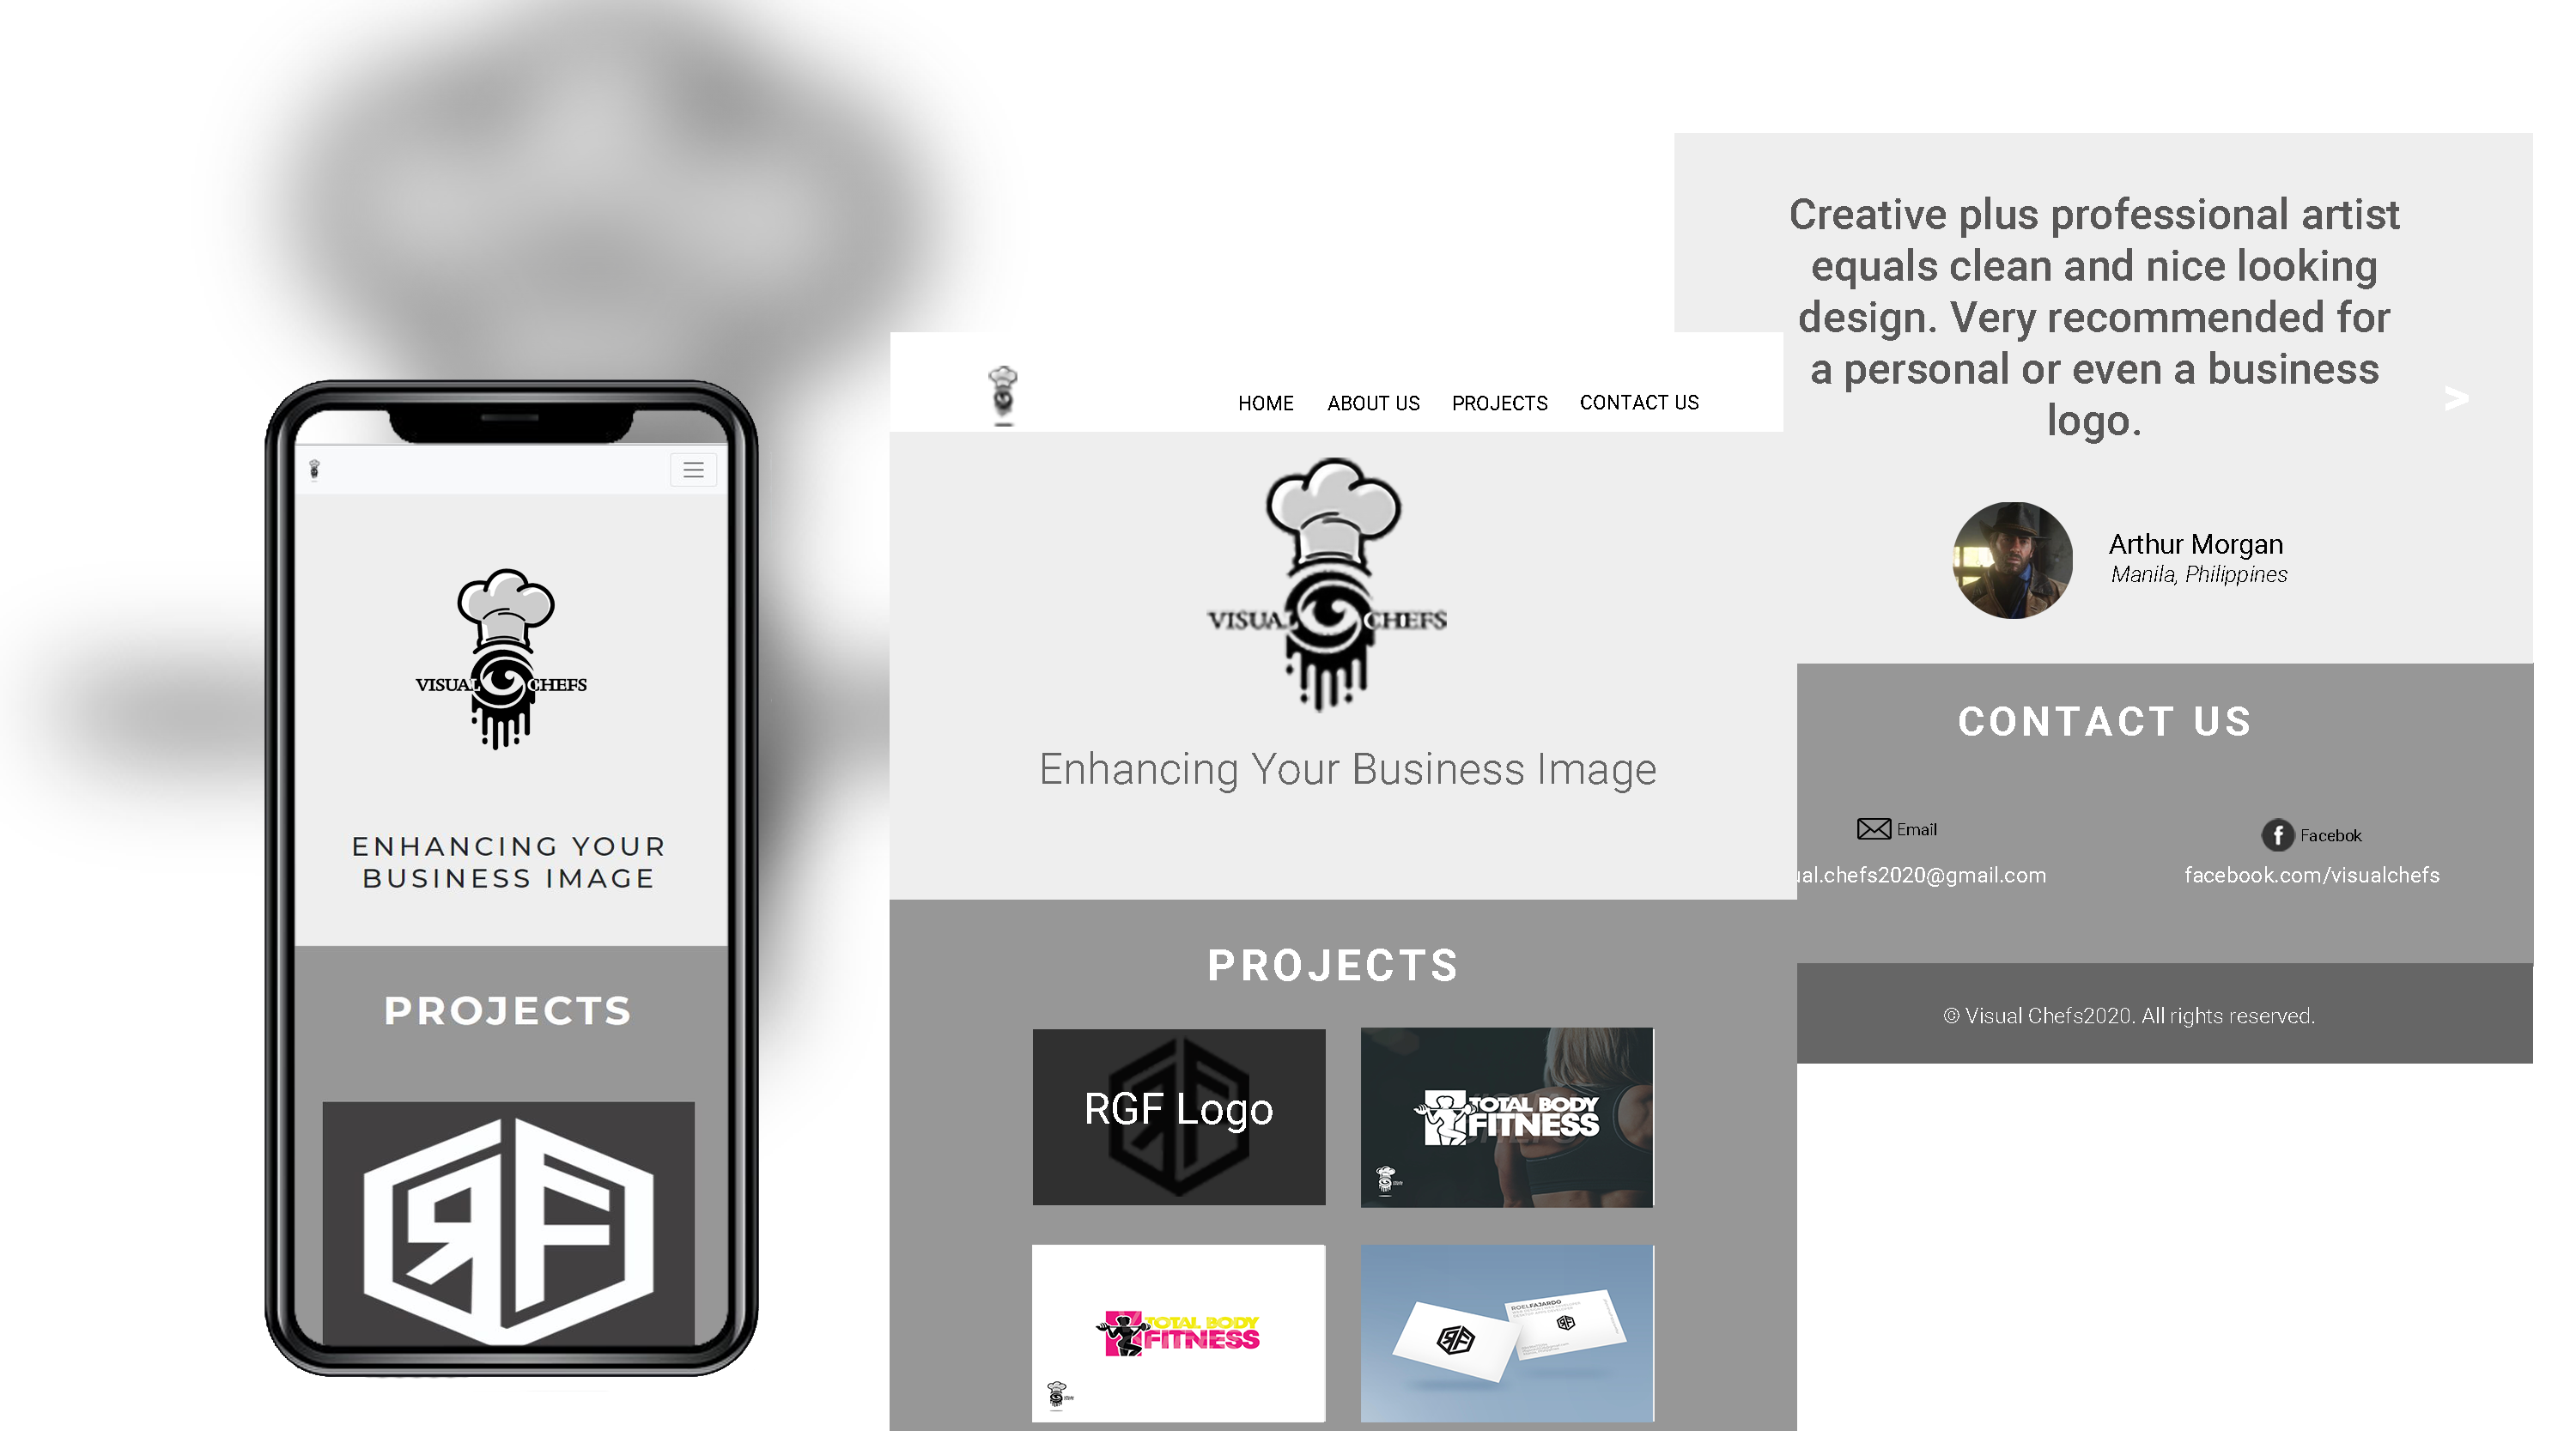 VISUAL CHEFS
ENHANCING YOUR
BUSINESS IMAGE
PROJECTS
RF
HOME ABOUT US PROJECTS CONTACT US
VISUAL CHEFS
Enhancing Your Business Image
PROJECTS
RGF Logo
TOTAL BODY
FITNESS
TOTAL BODY
FITNESS
ROELFAJARDO
Creative plus professional artist
equals clean and nice looking
design. Very recommended for
a personal or even a business
logo.
>
Arthur Morgan
Manila, Philippines
CONTACT US
Email
ual.chefs2020@gmail.com
Facebok
facebook.com/visualchefs
© Visual Chefs2020. All rights reserved.